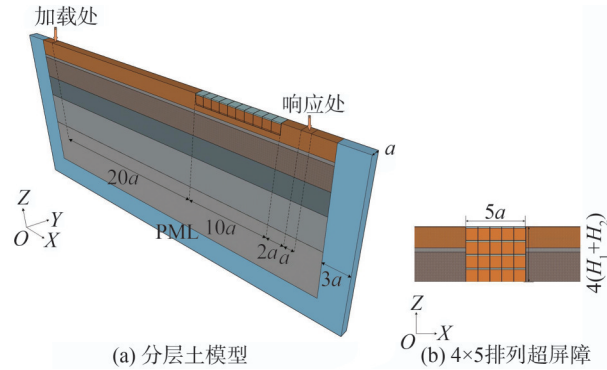 加载处
响应处
a
20a
10a
2a
a
PML
3a
Z
Y
O
X
(a) 分层土模型
5a
4(H₁+H₂)
Z
O
X
(b) 4×5排列超屏障